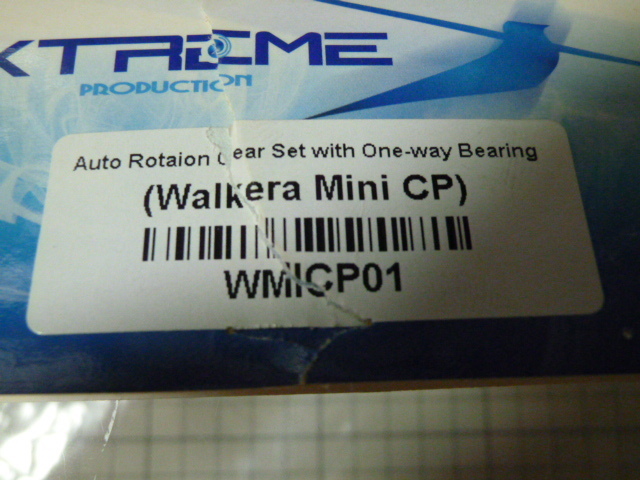 XTREME
PRODUCTION
Auto Rotaion Gear Set with One-way Bearing
(Walkera Mini CP)
WMICP01